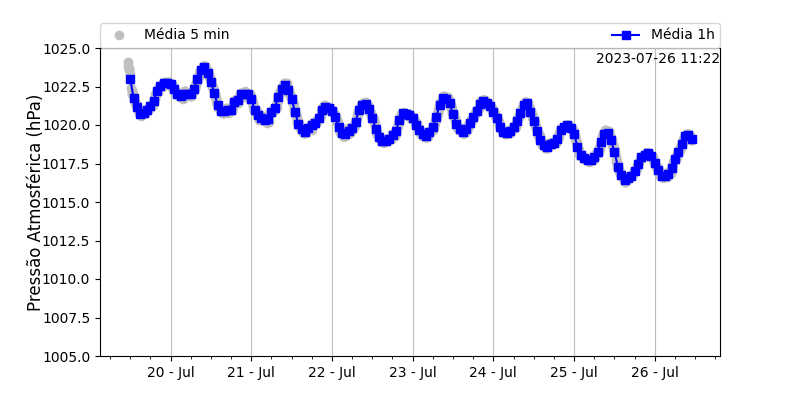 Média 5 min
Média 1h
2023-07-26 11:22
Pressão Atmosférica (hPa)
1025.0
1022.5
1020.0
1017.5
1015.0
1012.5
1010.0
1007.5
1005.0
20 - Jul
21 - Jul
22 - Jul
23 - Jul
24 - Jul
25 - Jul
26 - Jul